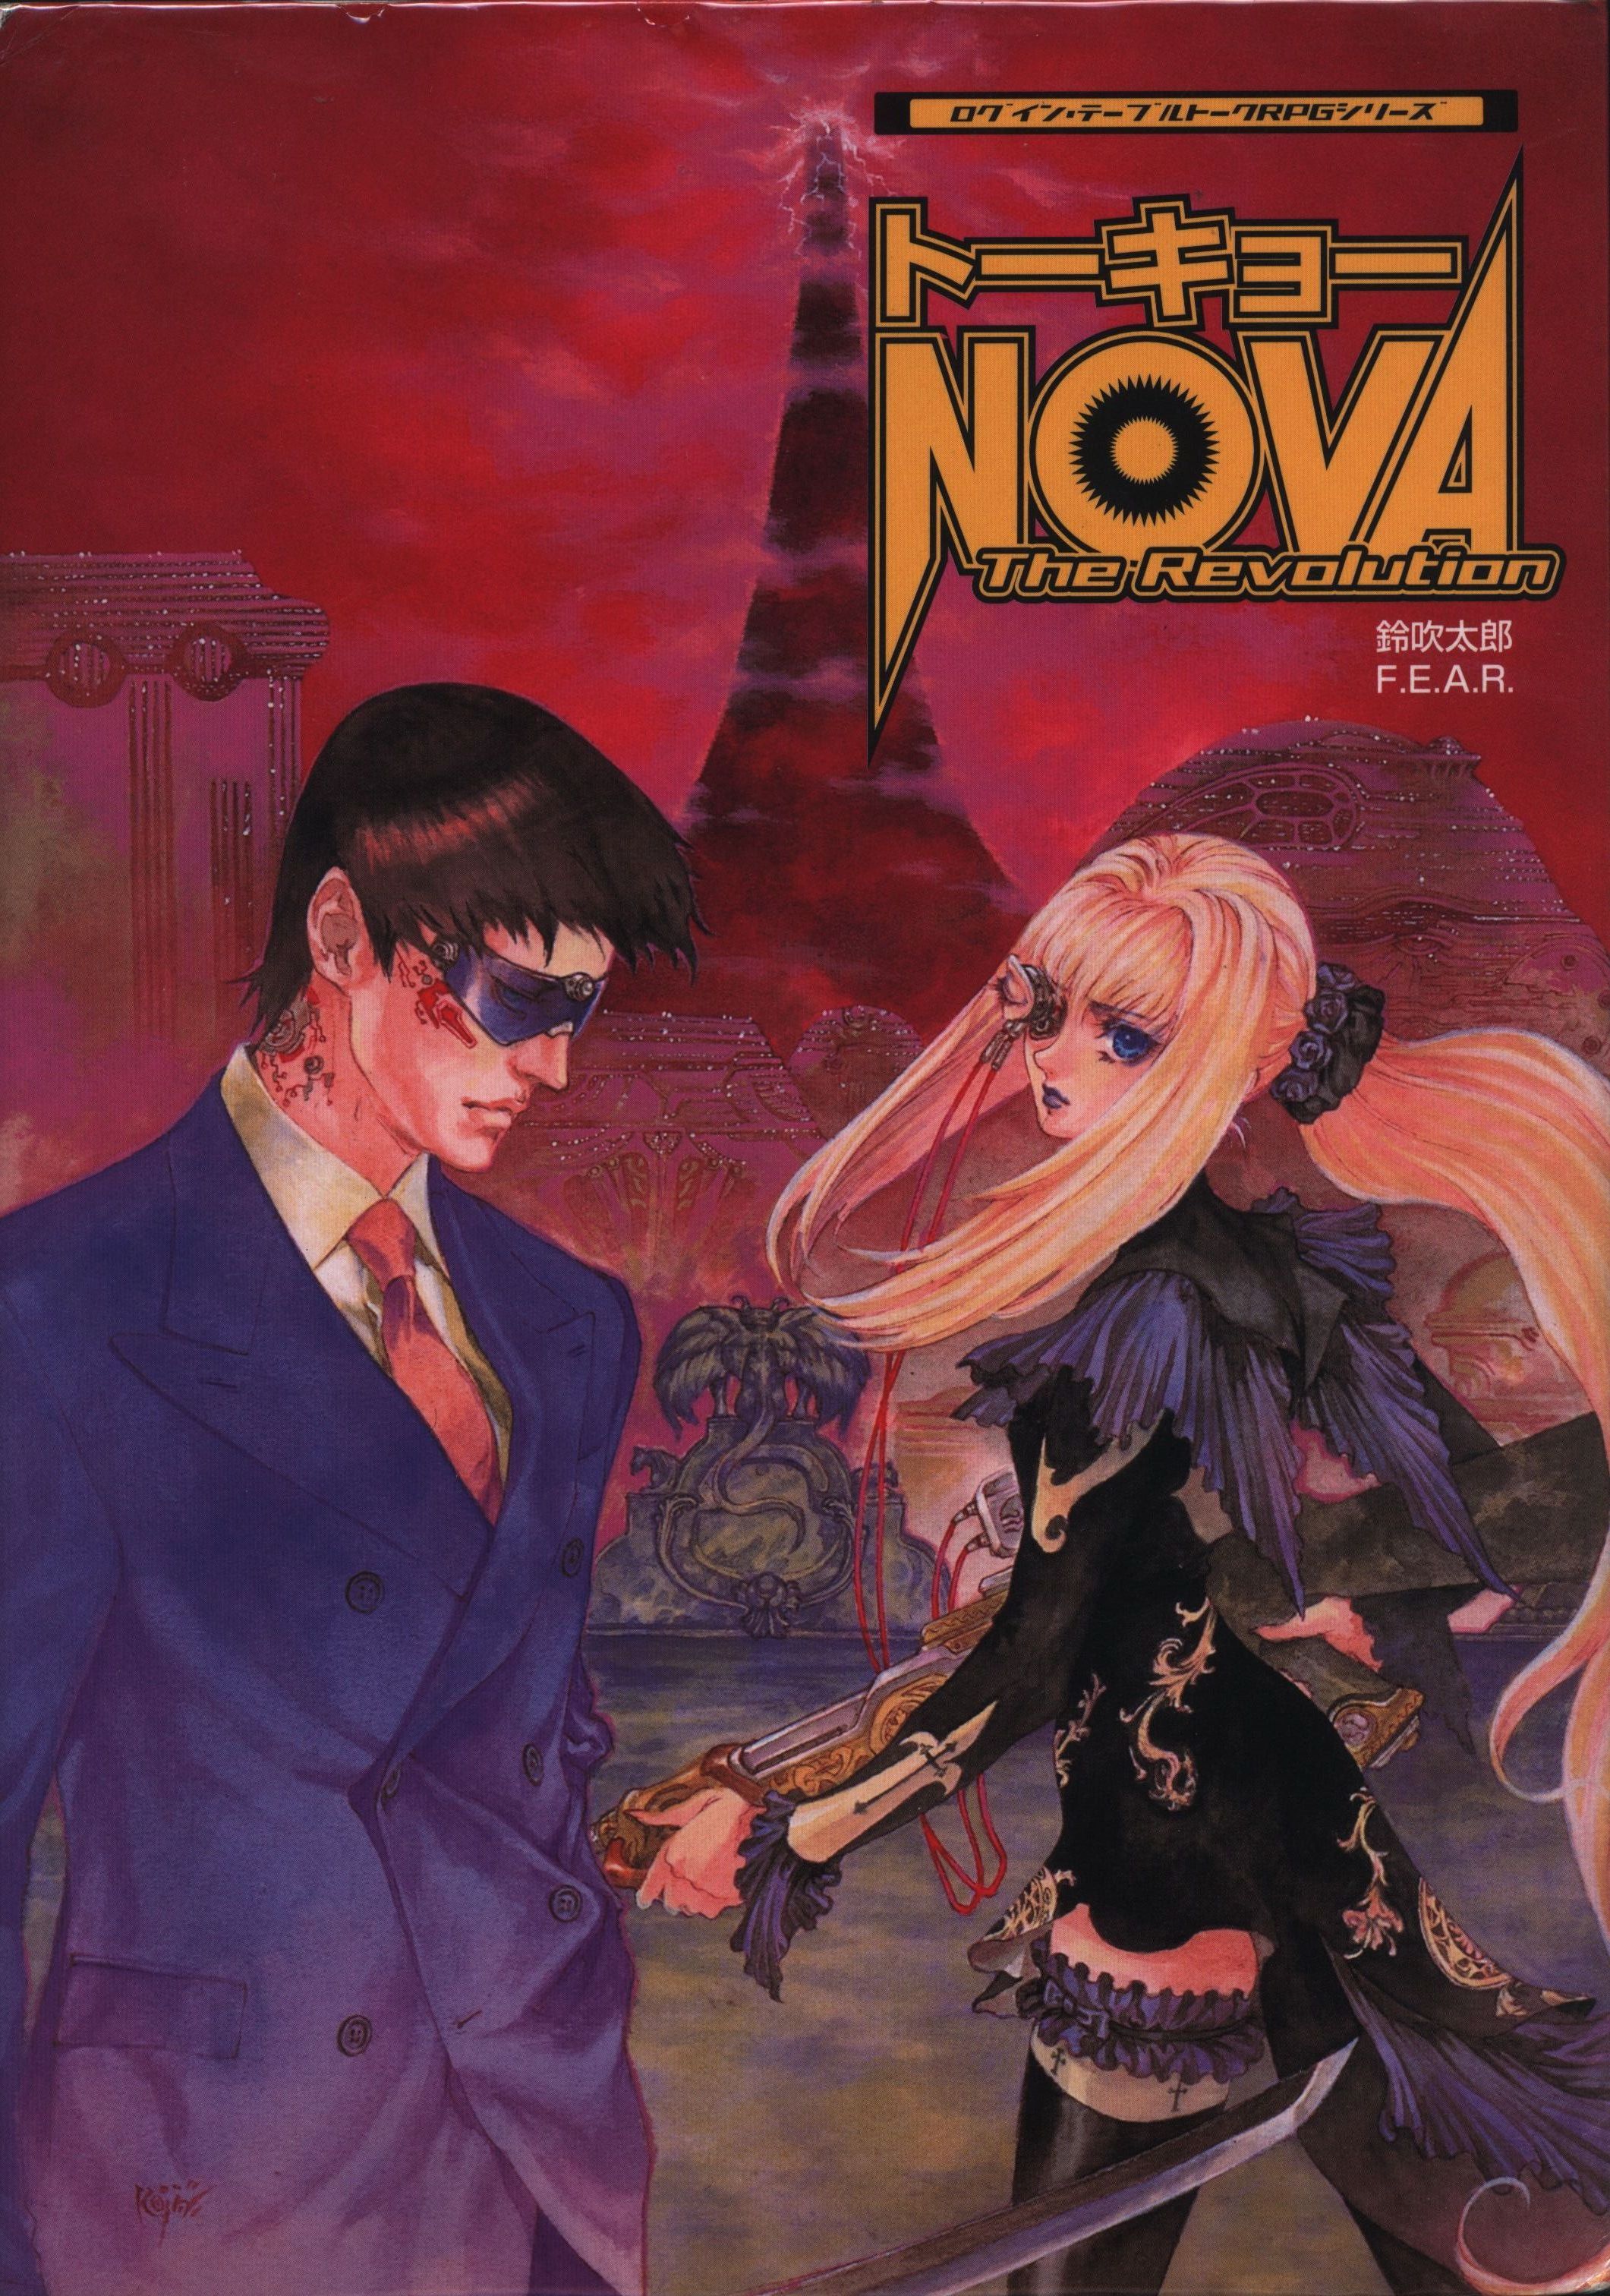 ログイン・テーブルトークRPGシリーズ
トーキョー
NOVA
The Revolution
鈴吹太郎
F.E.A.R.